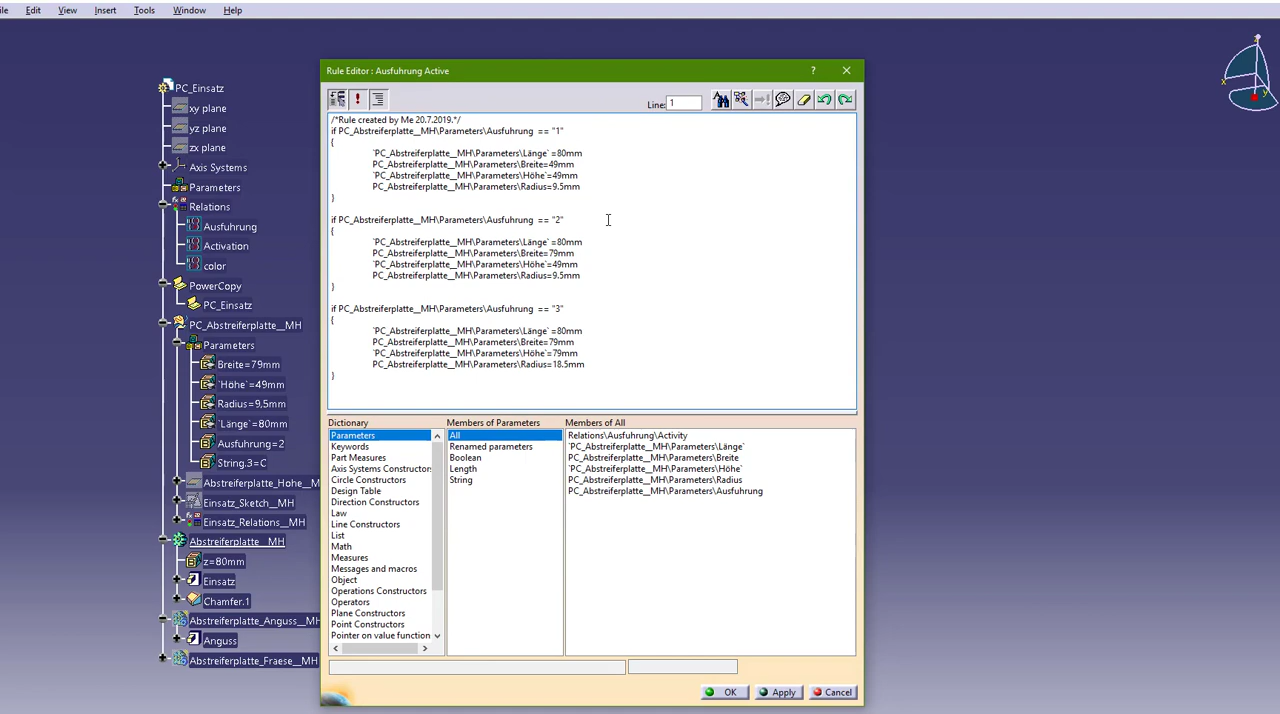 Edit View Insert Tools Window Help
PC_Einsatz
xy plane
yz plane
zx plane
Axis Systems
Parameters
Relations
Ausfuhrung
Activation
color
PowerCopy
PC_Einsatz
PC_Abstreiferplatte__MH
Parameters
Breite=79mm
`Höhe`=49mm
Radius=9,5mm
`Länge`=80mm
Ausfuhrung=2
String.3=C
Abstreiferplatte_Hohe__M
Einsatz_Sketch__MH
Einsatz_Relations__MH
Abstreiferplatte__MH
z=80mm
Einsatz
Chamfer.1
Abstreiferplatte_Anguss__MH
Anguss
Abstreiferplatte_Fraese__MH
Rule Editor : Ausfuhrung Active ?
Line: 1
/*Rule created by Me 20.7.2019.*/
if PC_Abstreiferplatte__MH\Parameters\Ausfuhrung == "1"
{
`PC_Abstreiferplatte__MH\Parameters\Länge` =80mm
PC_Abstreiferplatte__MH\Parameters\Breite=49mm
`PC_Abstreiferplatte__MH\Parameters\Höhe`=49mm
PC_Abstreiferplatte__MH\Parameters\Radius=9.5mm
}
if PC_Abstreiferplatte__MH\Parameters\Ausfuhrung == "2"
{
`PC_Abstreiferplatte__MH\Parameters\Länge` =80mm
PC_Abstreiferplatte__MH\Parameters\Breite=79mm
`PC_Abstreiferplatte__MH\Parameters\Höhe`=49mm
PC_Abstreiferplatte__MH\Parameters\Radius=9.5mm
}
if PC_Abstreiferplatte__MH\Parameters\Ausfuhrung == "3"
{
`PC_Abstreiferplatte__MH\Parameters\Länge` =80mm
PC_Abstreiferplatte__MH\Parameters\Breite=79mm
`PC_Abstreiferplatte__MH\Parameters\Höhe`=79mm
PC_Abstreiferplatte__MH\Parameters\Radius=18.5mm
}
Dictionary
Parameters
Keywords
Part Measures
Axis Systems Constructors
Circle Constructors
Design Table
Direction Constructors
Law
Line Constructors
List
Math
Measures
Messages and macros
Object
Operations Constructors
Operators
Plane Constructors
Point Constructors
Pointer on value function
Members of Parameters
All
Renamed parameters
Boolean
Length
String
Members of All
Relations\Ausfuhrung\Activity
`PC_Abstreiferplatte__MH\Parameters\Länge`
PC_Abstreiferplatte__MH\Parameters\Breite
`PC_Abstreiferplatte__MH\Parameters\Höhe`
PC_Abstreiferplatte__MH\Parameters\Radius
PC_Abstreiferplatte__MH\Parameters\Ausfuhrung
OK Apply Cancel